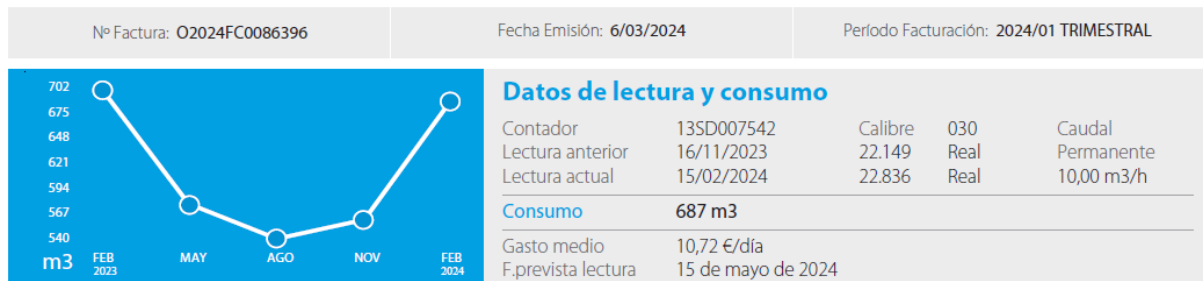 Nº Factura: O2024FC0086396 Fecha Emisión: 6/03/2024 Período Facturación: 2024/01 TRIMESTRAL
702
675
648
621
594
567
540
m3
FEB 2023 MAY AGO NOV FEB 2024
Datos de lectura y consumo
Contador 13SD007542 Calibre 030 Caudal
Lectura anterior 16/11/2023 22.149 Real Permanente
Lectura actual 15/02/2024 22.836 Real 10,00 m3/h
Consumo 687 m3
Gasto medio 10,72 €/día
F.prevista lectura 15 de mayo de 2024